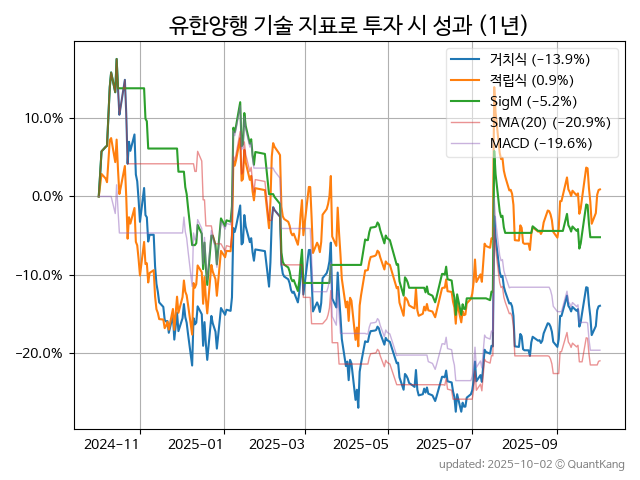 유한양행 기술 지표로 투자 시 성과 (1년)
거치식 (−13.9%)
적립식 (0.9%)
SigM (−5.2%)
SMA(20) (−20.9%)
MACD (−19.6%)
10.0%
0.0%
−10.0%
−20.0%
2024-11
2025-01
2025-03
2025-05
2025-07
2025-09
updated: 2025-10-02 © QuantKang